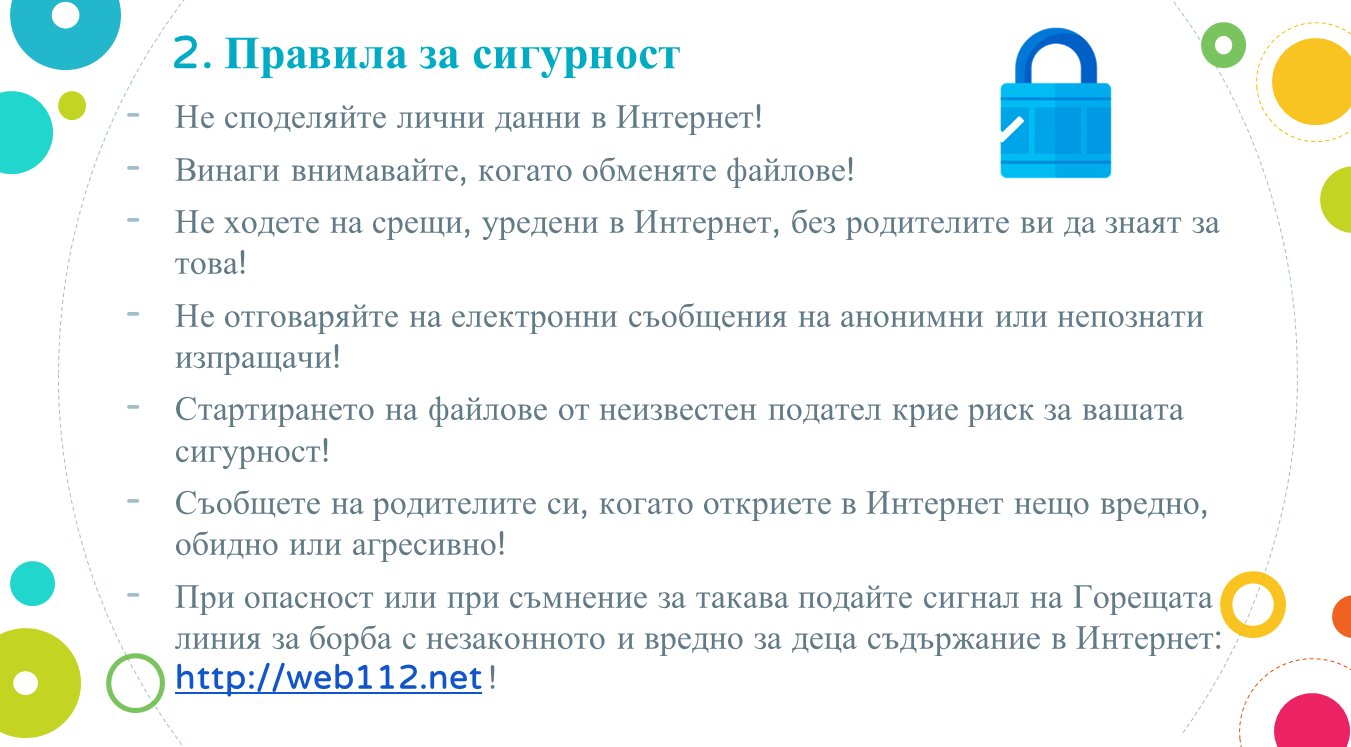 2. Правила за сигурност
- Не споделяйте лични данни в Интернет!
- Винаги внимавайте, когато обменяте файлове!
- Не ходете на срещи, уредени в Интернет, без родителите ви да знаят за
това!
- Не отговаряйте на електронни съобщения на анонимни или непознати
изпращачи!
- Стартирането на файлове от неизвестен подател крие риск за вашата
сигурност!
- Съобщете на родителите си, когато откриете в Интернет нещо вредно,
обидно или агресивно!
- При опасност или при съмнение за такава подайте сигнал на Горещата
линия за борба с незаконното и вредно за деца съдържание в Интернет:
http://web112.net !